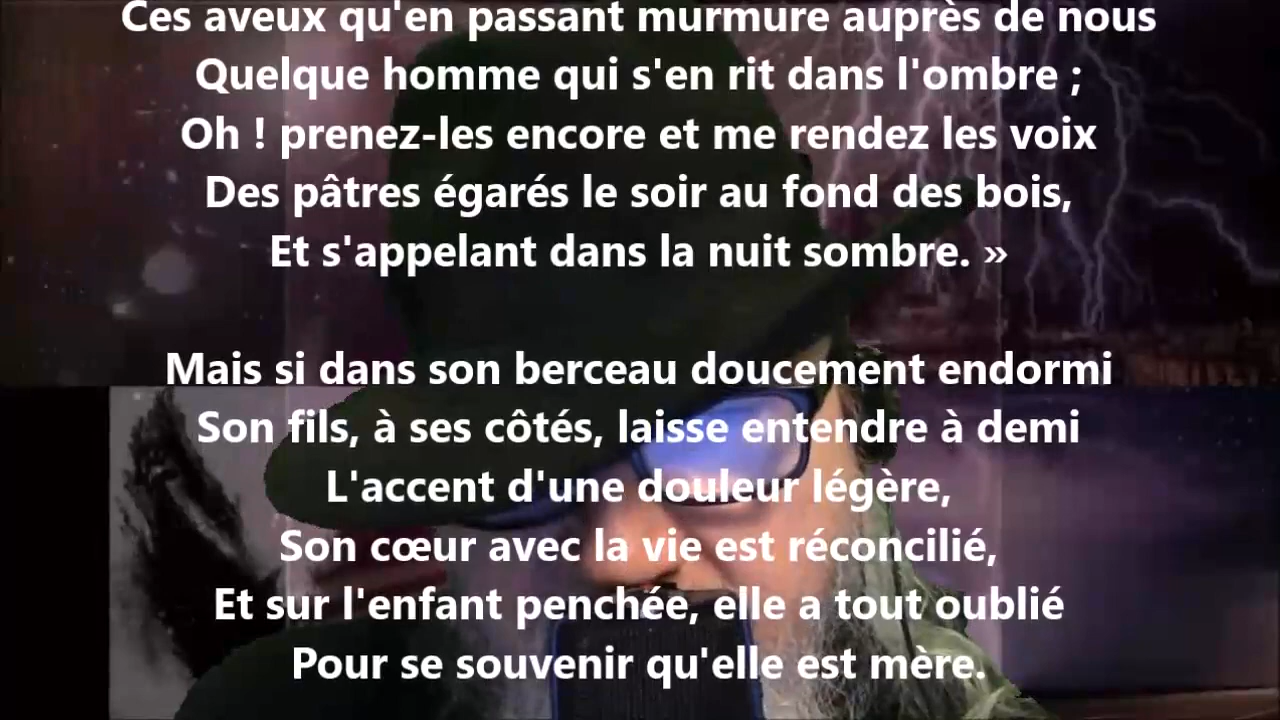 Ces aveux qu'en passant murmure auprès de nous
Quelque homme qui s'en rit dans l'ombre ;
Oh ! prenez-les encore et me rendez les voix
Des pâtres égarés le soir au fond des bois,
Et s'appelant dans la nuit sombre. »
Mais si dans son berceau doucement endormi
Son fils, à ses côtés, laisse entendre à demi
L'accent d'une douleur légère,
Son cœur avec la vie est réconcilié,
Et sur l'enfant penchée, elle a tout oublié
Pour se souvenir qu'elle est mère.